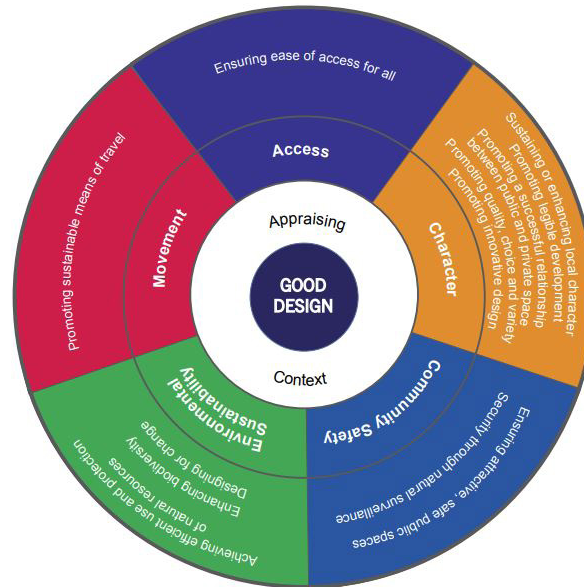 Ensuring ease of access for all
Access
Sustaining or enhancing local character
Promoting legible development
Promoting a successful relationship
between public and private space
Promoting quality, choice and variety
Promoting innovative design
Character
Community Safety
Ensuring attractive, safe public spaces
Security through natural surveillance
Environmental
Sustainability
Achieving efficient use and protection
of natural resources
Enhancing biodiversity
Designing for change
Movement
Promoting sustainable means of travel
Appraising
GOOD
DESIGN
Context